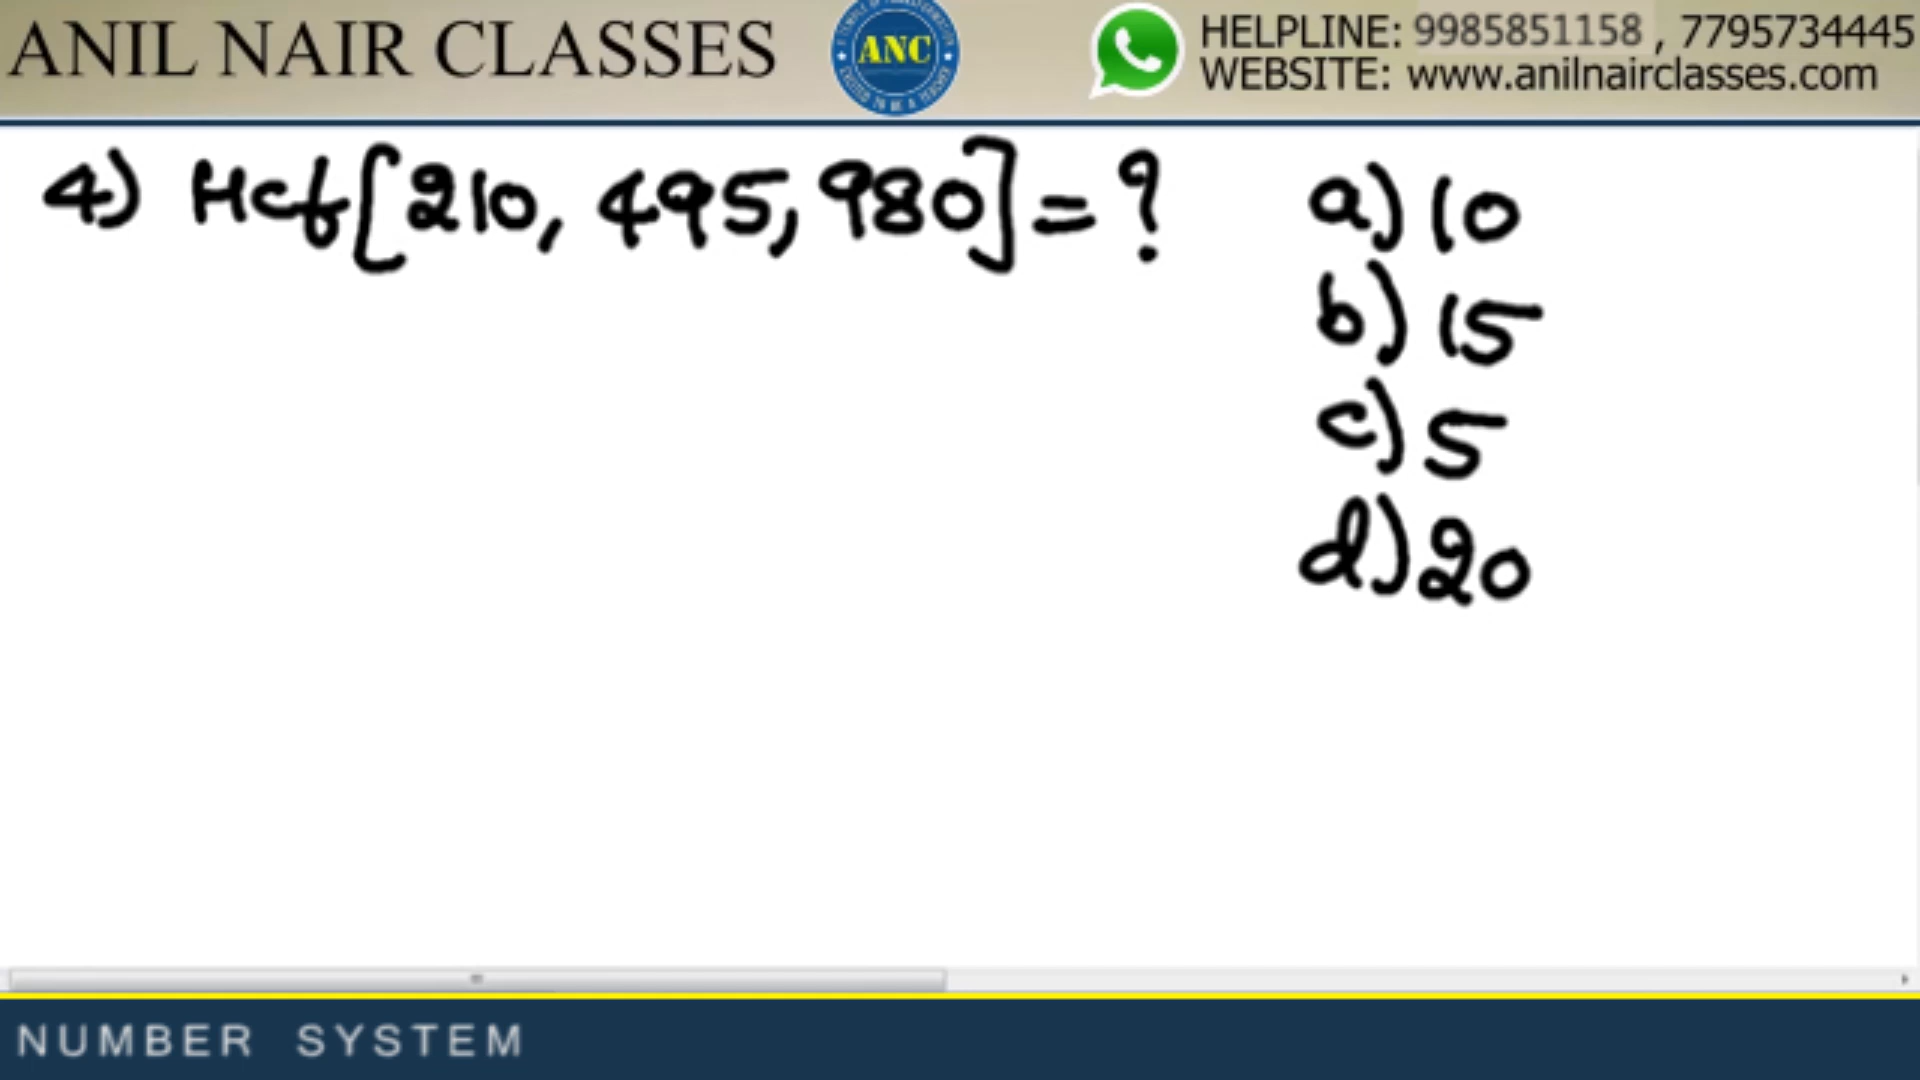 ANIL NAIR CLASSES
ANC
HELPLINE: 9985851158 , 7795734445
WEBSITE: www.anilnairclasses.com
4) Hcf[210, 495, 980] = ?
a) 10
b) 15
c) 5
d) 20
NUMBER SYSTEM